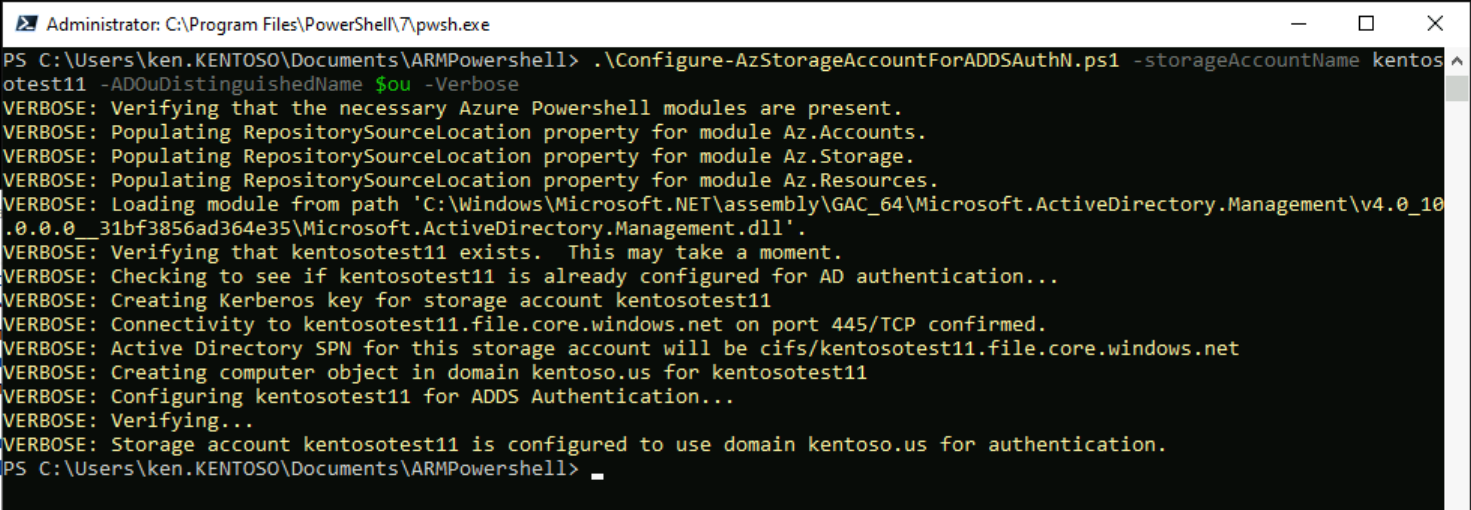 Administrator: C:\Program Files\PowerShell\7\pwsh.exe
PS C:\Users\ken.KENTOSO\Documents\ARMPowershell> .\Configure-AzStorageAccountForADDSAuthN.ps1 -storageAccountName kentos
otest11 -ADOuDistinguishedName $ou -Verbose
VERBOSE: Verifying that the necessary Azure Powershell modules are present.
VERBOSE: Populating RepositorySourceLocation property for module Az.Accounts.
VERBOSE: Populating RepositorySourceLocation property for module Az.Storage.
VERBOSE: Populating RepositorySourceLocation property for module Az.Resources.
VERBOSE: Loading module from path 'C:\Windows\Microsoft.NET\assembly\GAC_64\Microsoft.ActiveDirectory.Management\v4.0_10
.0.0.0__31bf3856ad364e35\Microsoft.ActiveDirectory.Management.dll'.
VERBOSE: Verifying that kentosotest11 exists.  This may take a moment.
VERBOSE: Checking to see if kentosotest11 is already configured for AD authentication...
VERBOSE: Creating Kerberos key for storage account kentosotest11
VERBOSE: Connectivity to kentosotest11.file.core.windows.net on port 445/TCP confirmed.
VERBOSE: Active Directory SPN for this storage account will be cifs/kentosotest11.file.core.windows.net
VERBOSE: Creating computer object in domain kentoso.us for kentosotest11
VERBOSE: Configuring kentosotest11 for ADDS Authentication...
VERBOSE: Verifying...
VERBOSE: Storage account kentosotest11 is configured to use domain kentoso.us for authentication.
PS C:\Users\ken.KENTOSO\Documents\ARMPowershell>